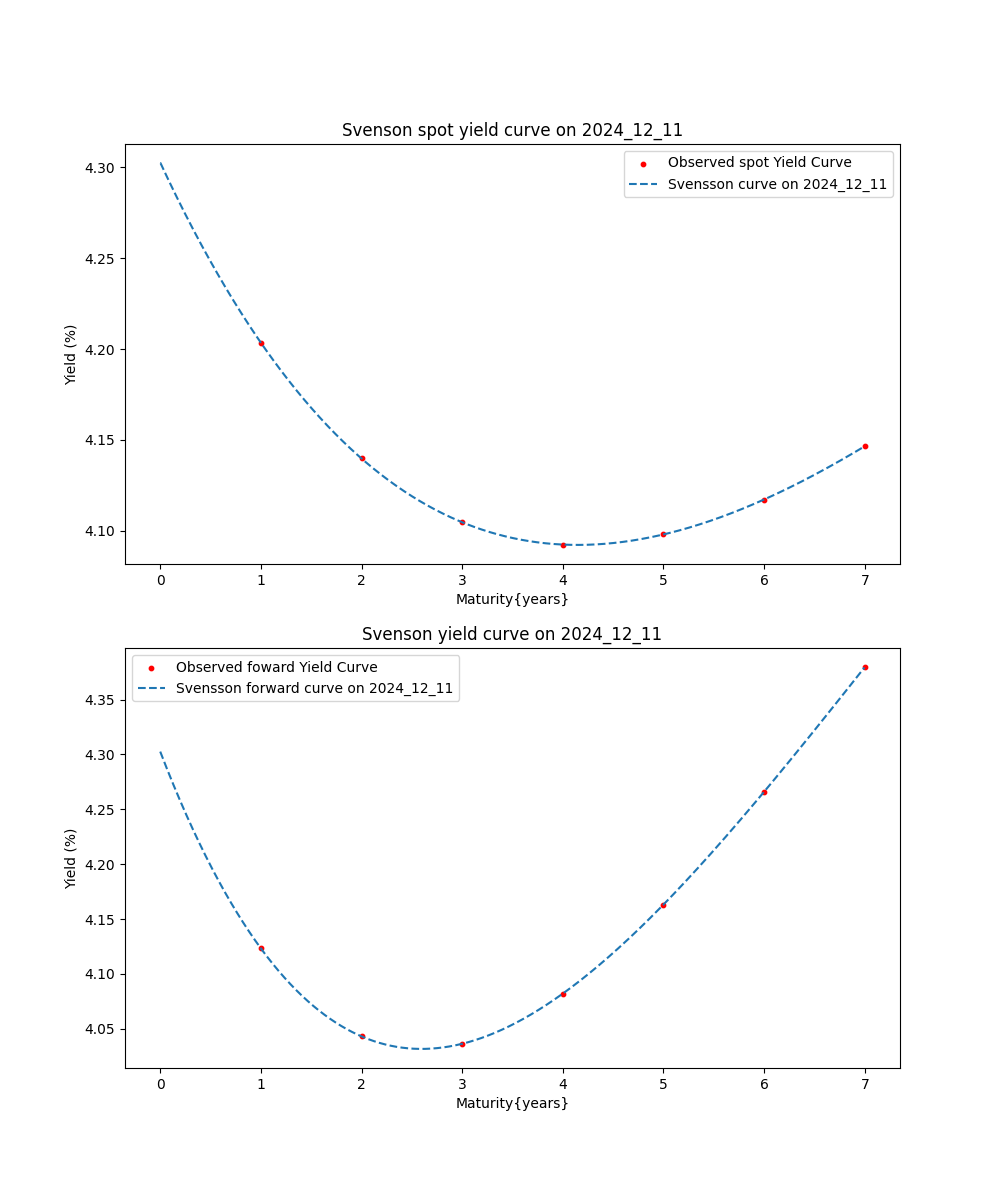 Svenson spot yield curve on 2024_12_11
Observed spot Yield Curve
Svensson curve on 2024_12_11
Yield (%)
4.30
4.25
4.20
4.15
4.10
0 1 2 3 4 5 6 7
Maturity{years}
Svenson yield curve on 2024_12_11
Observed foward Yield Curve
Svensson forward curve on 2024_12_11
Yield (%)
4.35
4.30
4.25
4.20
4.15
4.10
4.05
0 1 2 3 4 5 6 7
Maturity{years}